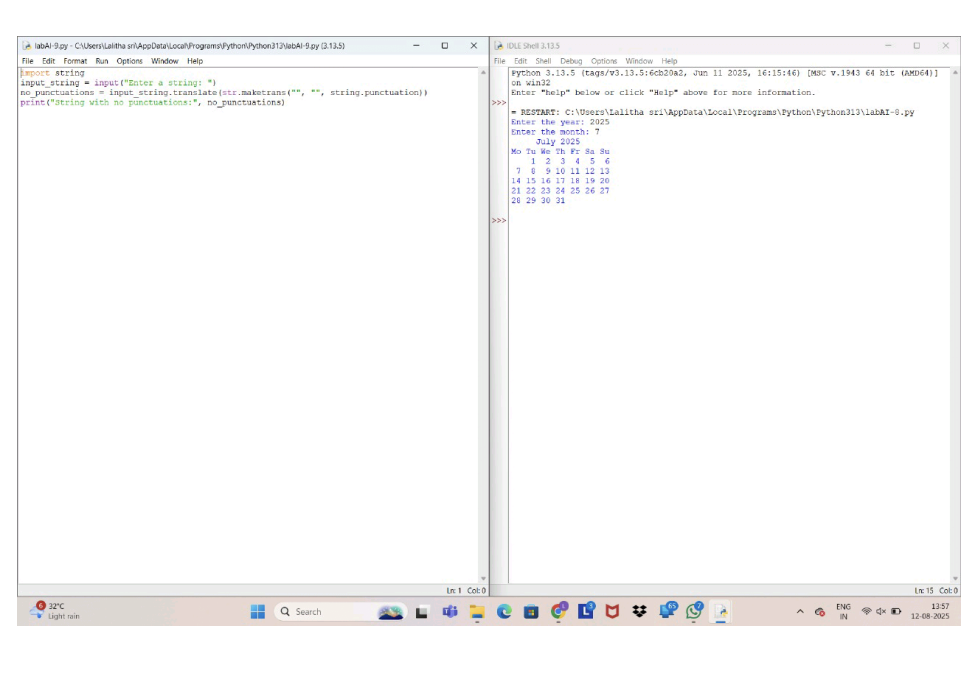 labAI-9.py - C:\Users\Lalitha sri\AppData\Local\Programs\Python\Python313\labAI-9.py (3.13.5)
File Edit Format Run Options Window Help
import string
input_string = input("Enter a string: ")
no_punctuations = input_string.translate(str.maketrans("", "", string.punctuation))
print("String with no punctuations:", no_punctuations)
Ln: 1 Col: 0
IDLE Shell 3.13.5
File Edit Shell Debug Options Window Help
Python 3.13.5 (tags/v3.13.5:6cb20a2, Jun 11 2025, 16:15:46) [MSC v.1943 64 bit (AMD64)]
on win32
Enter "help" below or click "Help" above for more information.
>>>
= RESTART: C:\Users\Lalitha sri\AppData\Local\Programs\Python\Python313\labAI-8.py
Enter the year: 2025
Enter the month: 7
July 2025
Mo Tu We Th Fr Sa Su
1 2 3 4 5 6
7 8 9 10 11 12 13
14 15 16 17 18 19 20
21 22 23 24 25 26 27
28 29 30 31
>>>
Ln: 15 Col: 0
32°C
Light rain
Search
ENG
IN
13:57
12-08-2025